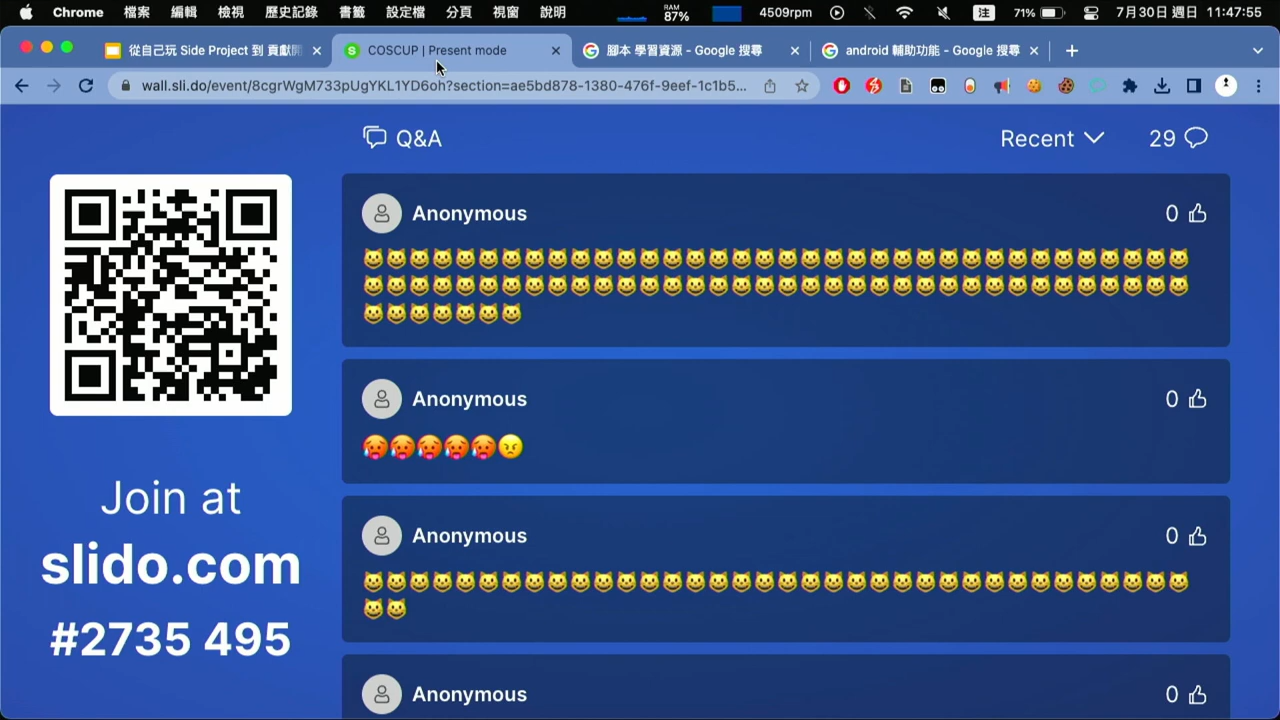 Chrome 檔案 編輯 檢視 歷史記錄 書籤 設定檔 分頁 視窗 說明 RAM 87% 4509rpm 注 71% 7月30日 週日 11:47:55
從自己玩 Side Project 到 貢獻開 COSCUP | Present mode 腳本 學習資源 - Google 搜尋 android 輔助功能 - Google 搜尋
wall.sli.do/event/8cgrWgM733pUgYKL1YD6oh?section=ae5bd878-1380-476f-9eef-1c1b5...
Q&A Recent 29
Anonymous 0
😺😺😺😺😺😺😺😺😺😺😺😺😺😺😺😺😺😺😺😺😺😺😺😺😺😺😺😺😺😺😺😺😺😺😺😺
😺😺😺😺😺😺😺😺😺😺😺😺😺😺😺😺😺😺😺😺😺😺😺😺😺😺😺😺😺😺😺😺😺😺😺😺
😺😺😺😺😺😺😺
Anonymous 0
🥵🥵🥵🥵🥵😠
Anonymous 0
😺😺😺😺😺😺😺😺😺😺😺😺😺😺😺😺😺😺😺😺😺😺😺😺😺😺😺😺😺😺😺😺😺😺😺😺
😺😺
Anonymous 0
Join at
slido.com
#2735 495